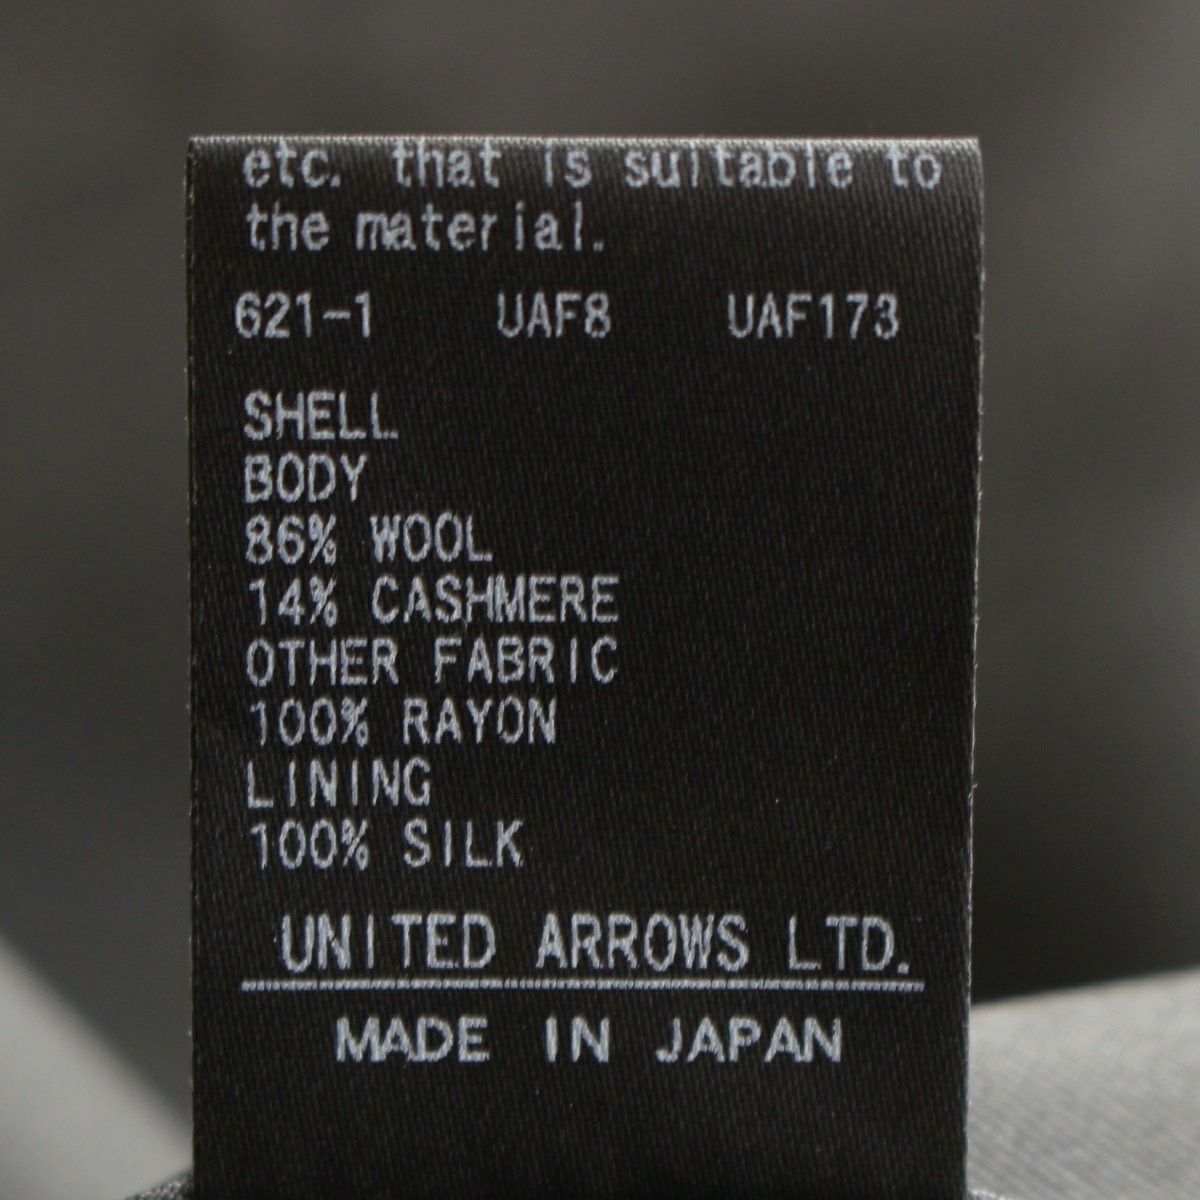 etc. that is suitable to
the material.
621-1 UAF8 UAF173
SHELL
BODY
86% WOOL
14% CASHMERE
OTHER FABRIC
100% RAYON
LINING
100% SILK
UNITED ARROWS LTD.
MADE IN JAPAN